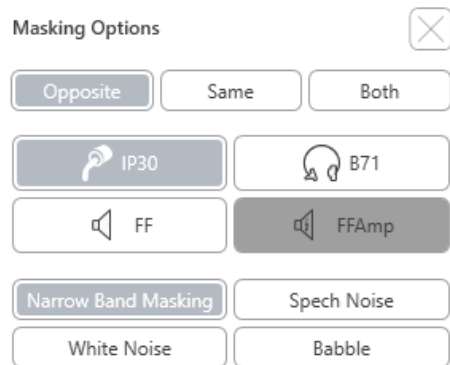 Masking Options
Opposite Same Both
IP30 B71
FF FFAmp
Narrow Band Masking Spech Noise
White Noise Babble